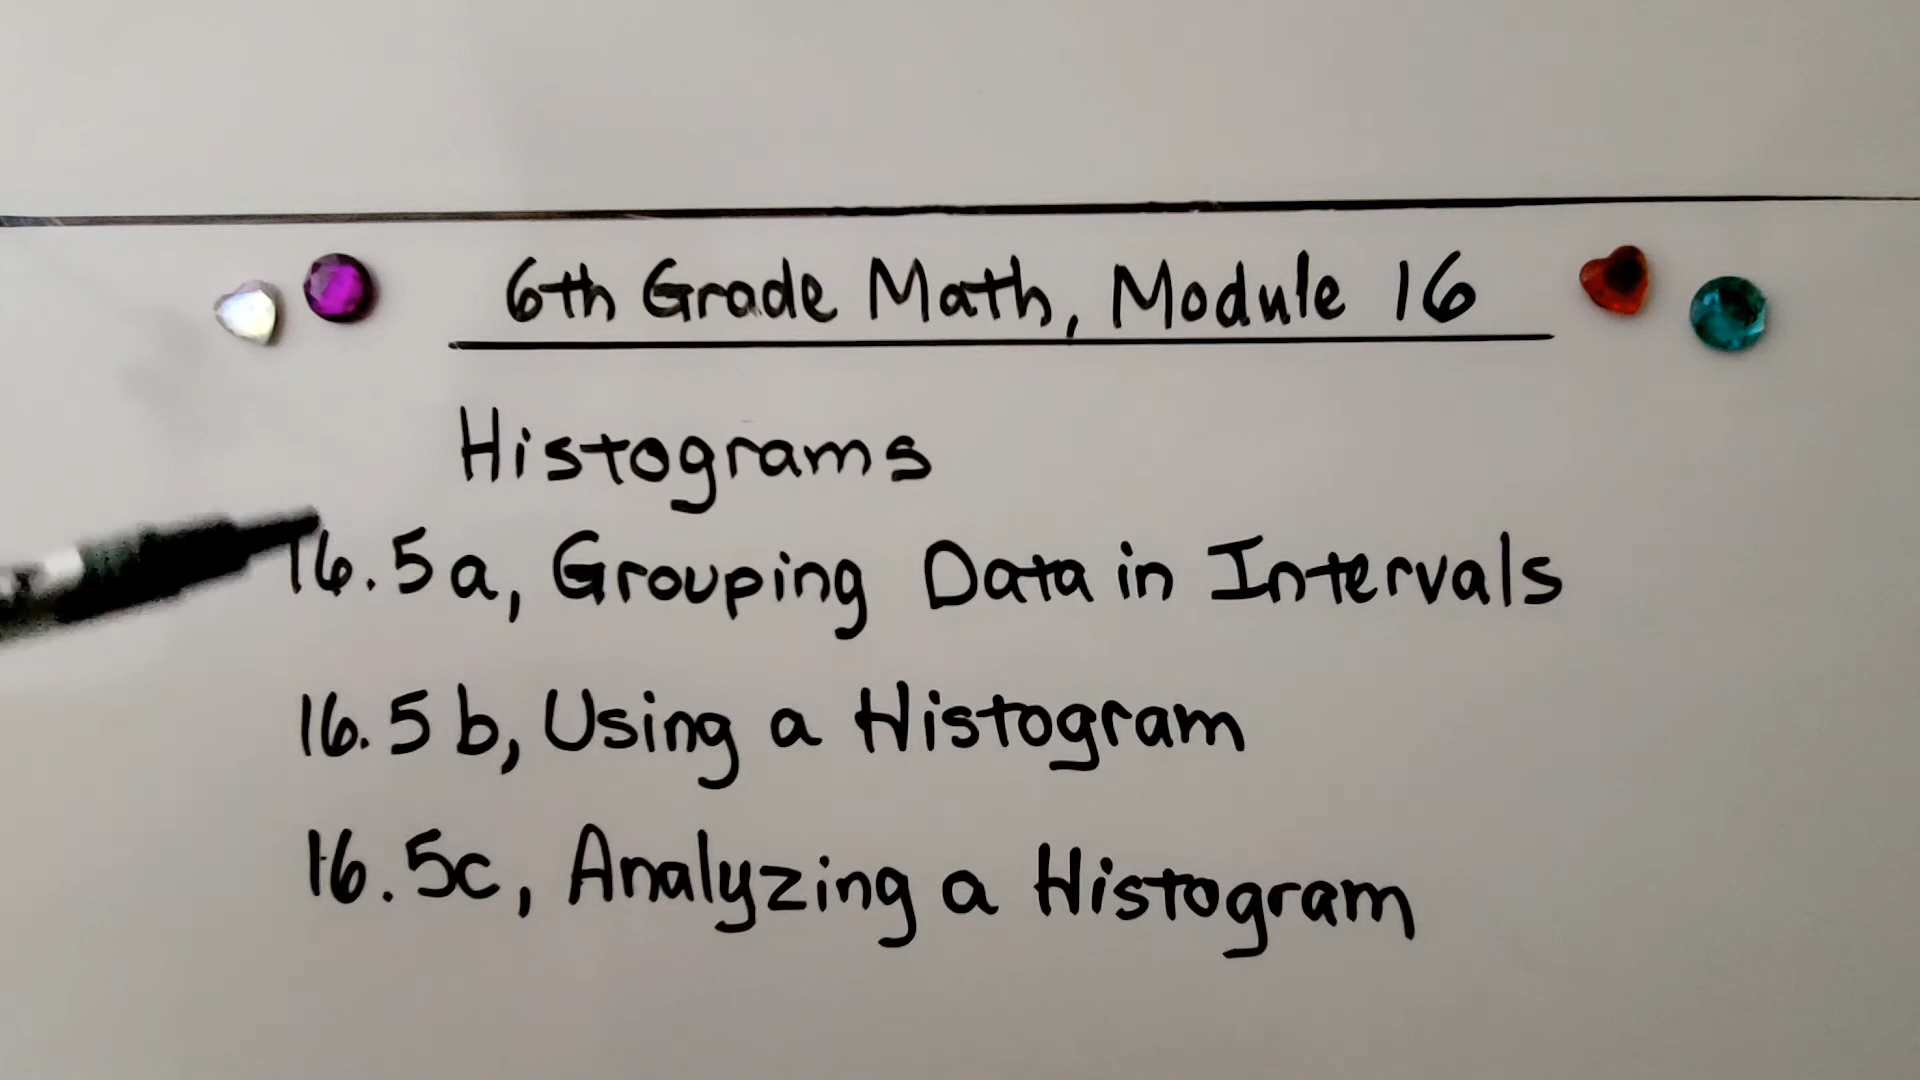 6th Grade Math, Module 16
Histograms
16.5a, Grouping Data in Intervals
16.5b, Using a Histogram
16.5c, Analyzing a Histogram